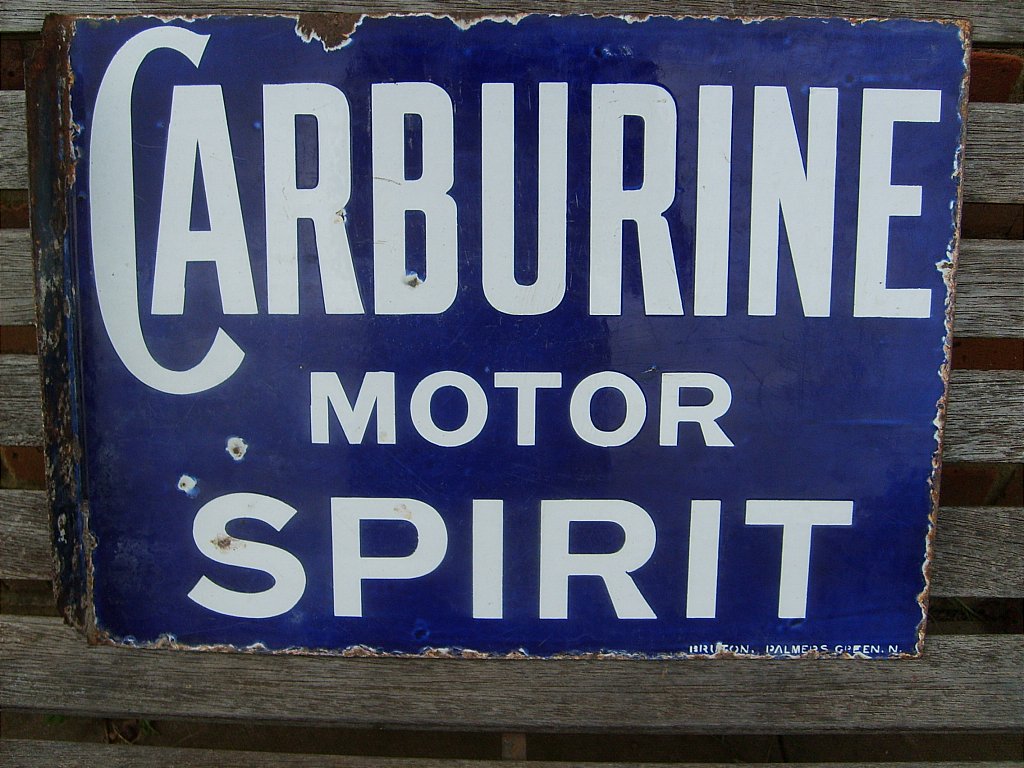 CARBURINE
MOTOR
SPIRIT
BRUTON, PALMERS GREEN. N.